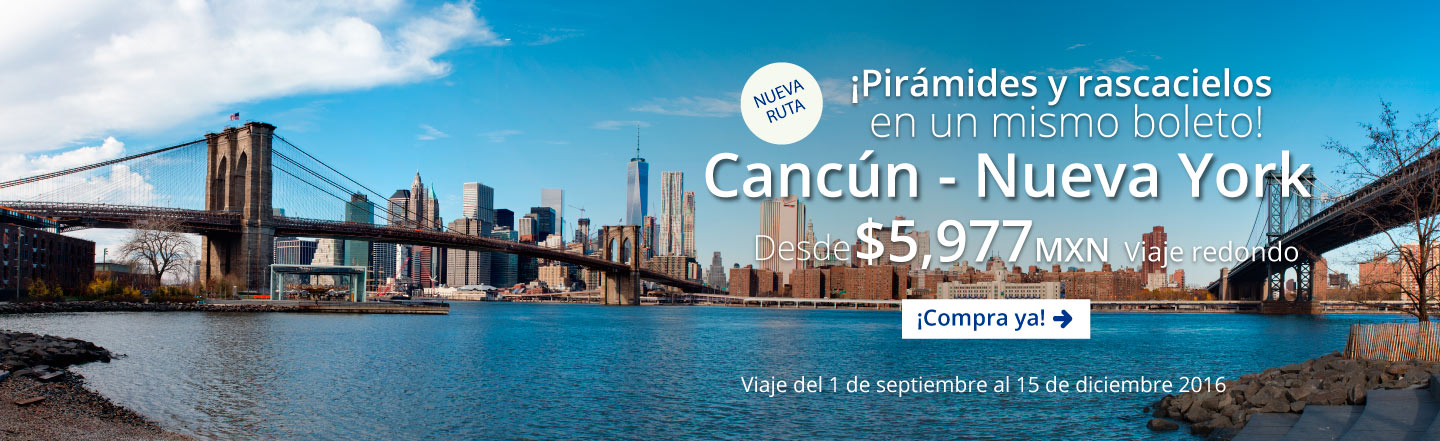 NUEVA
RUTA
¡Pirámides y rascacielos
en un mismo boleto!
Cancún - Nueva York
Desde $5,977 MXN Viaje redondo
¡Compra ya!
Viaje del 1 de septiembre al 15 de diciembre 2016